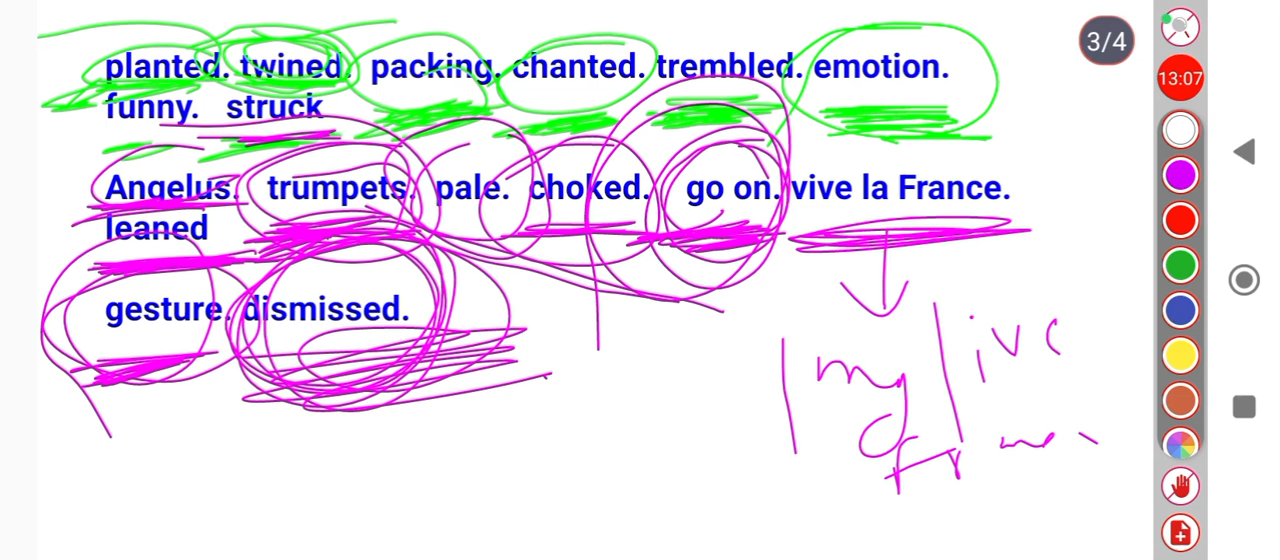 planted. twined. packing. chanted. trembled. emotion.
funny. struck
Angelus. trumpets. pale. choked. go on. vive la France.
leaned
gesture. dismissed.
live
3/4
13:07